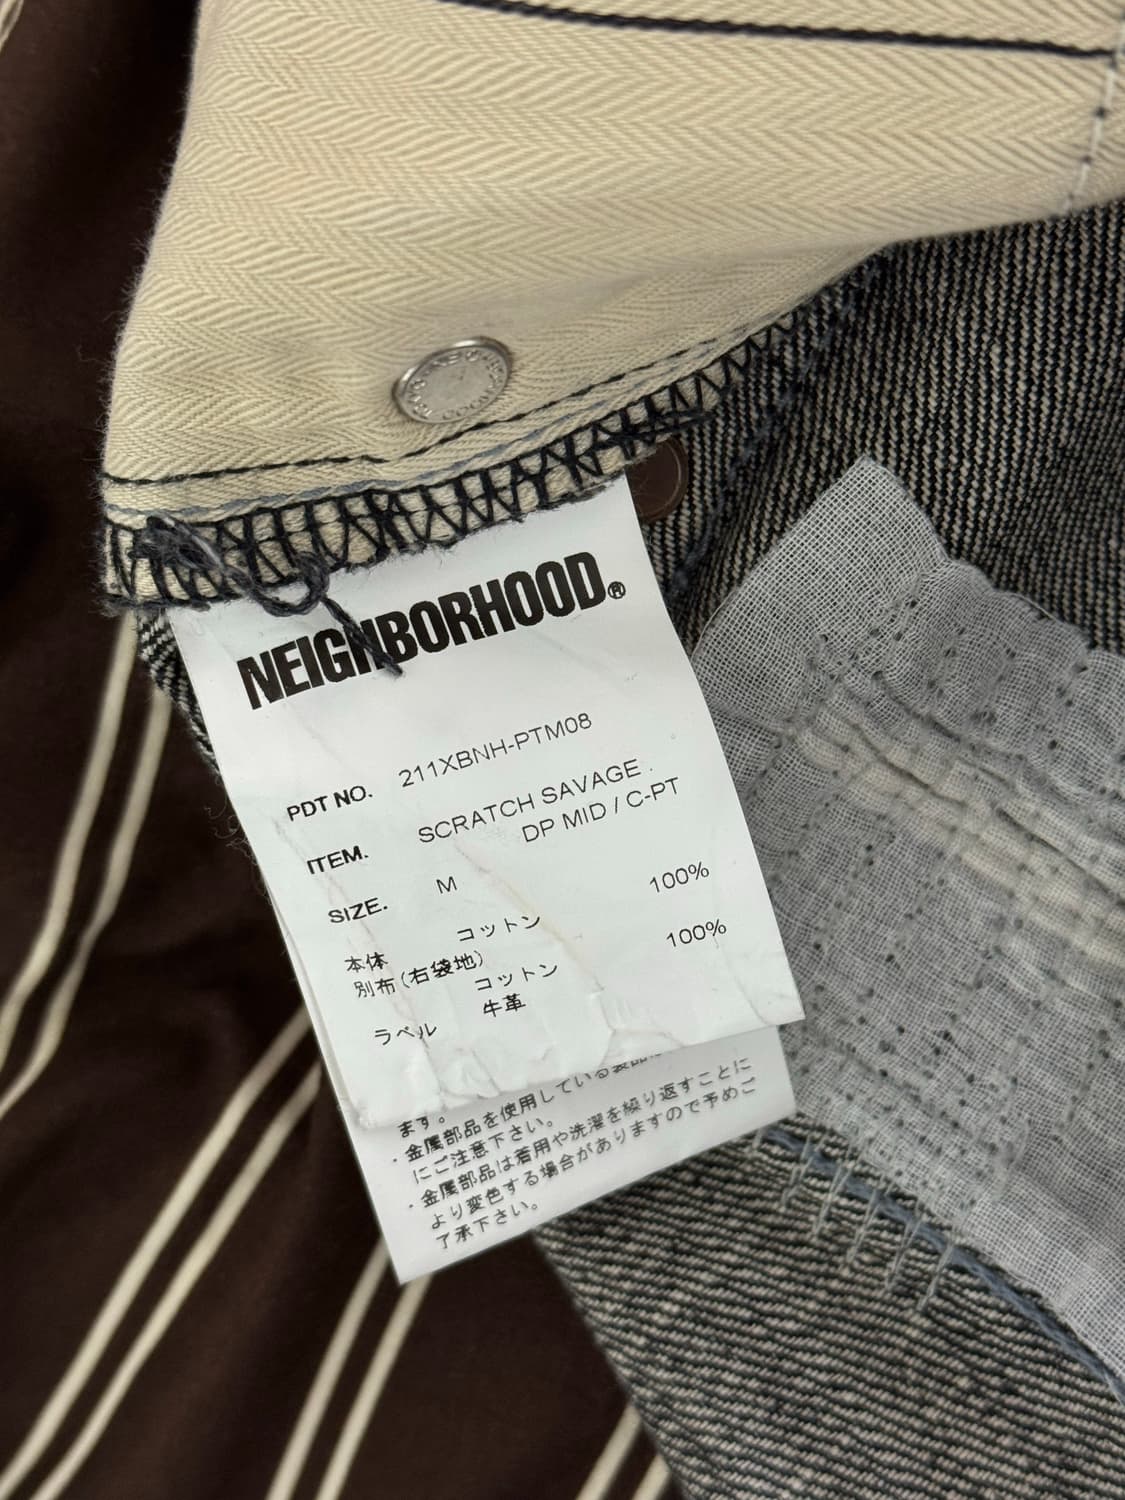 NEIGHBORHOOD®
PDT NO. 211XBNH-PTM08
ITEM. SCRATCH SAVAGE.
DP MID / C-PT
SIZE. M
本体 コットン 100%
別布(右袋地) コットン 100%
ラベル 牛革
ます。
・金属部品を使用している製品
にご注意下さい。
・金属部品は着用や洗濯を繰り返すことに
より変色する場合がありますので予めご
了承下さい。